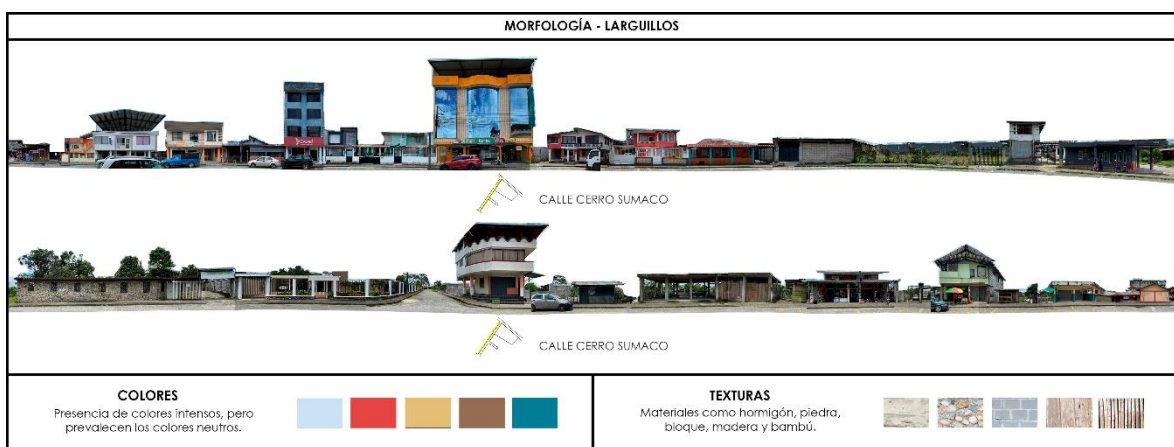 MORFOLOGÍA - LARGUILLOS
CALLE CERRO SUMACO
CALLE CERRO SUMACO
COLORES
Presencia de colores intensos, pero
prevalecen los colores neutros.
TEXTURAS
Materiales como hormigón, piedra,
bloque, madera y bambú.